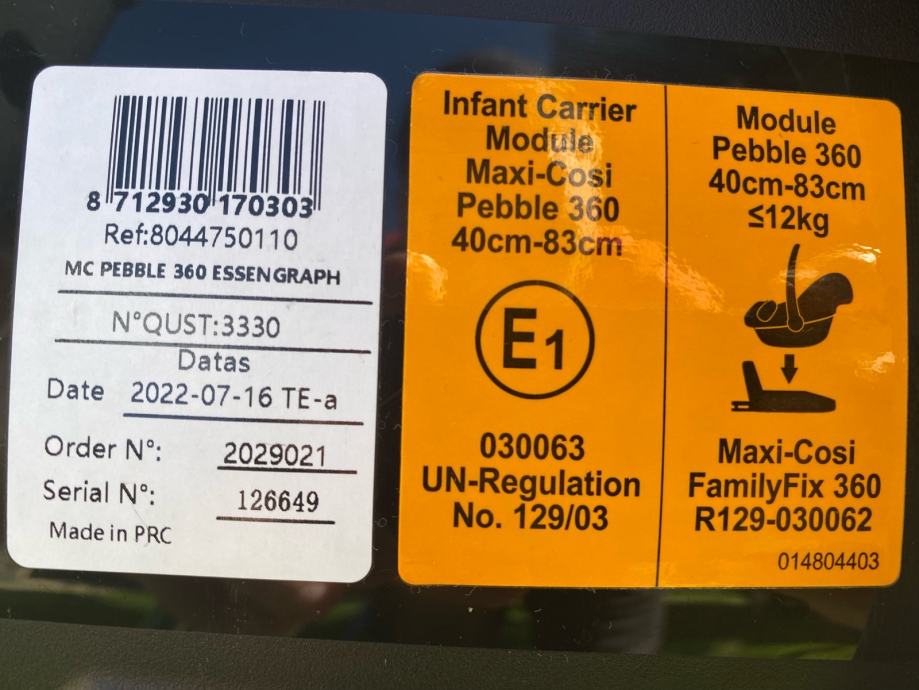 8 712930 170303
Ref:8044750110
MC PEBBLE 360 ESSENGRAPH
N°QUST:3330
Datas
Date 2022-07-16 TE-a
Order N°: 2029021
Serial N°: 126649
Made in PRC
Infant Carrier
Module
Maxi-Cosi
Pebble 360
40cm-83cm
E1
030063
UN-Regulation
No. 129/03
Module
Pebble 360
40cm-83cm
≤12kg
Maxi-Cosi
FamilyFix 360
R129-030062
014804403